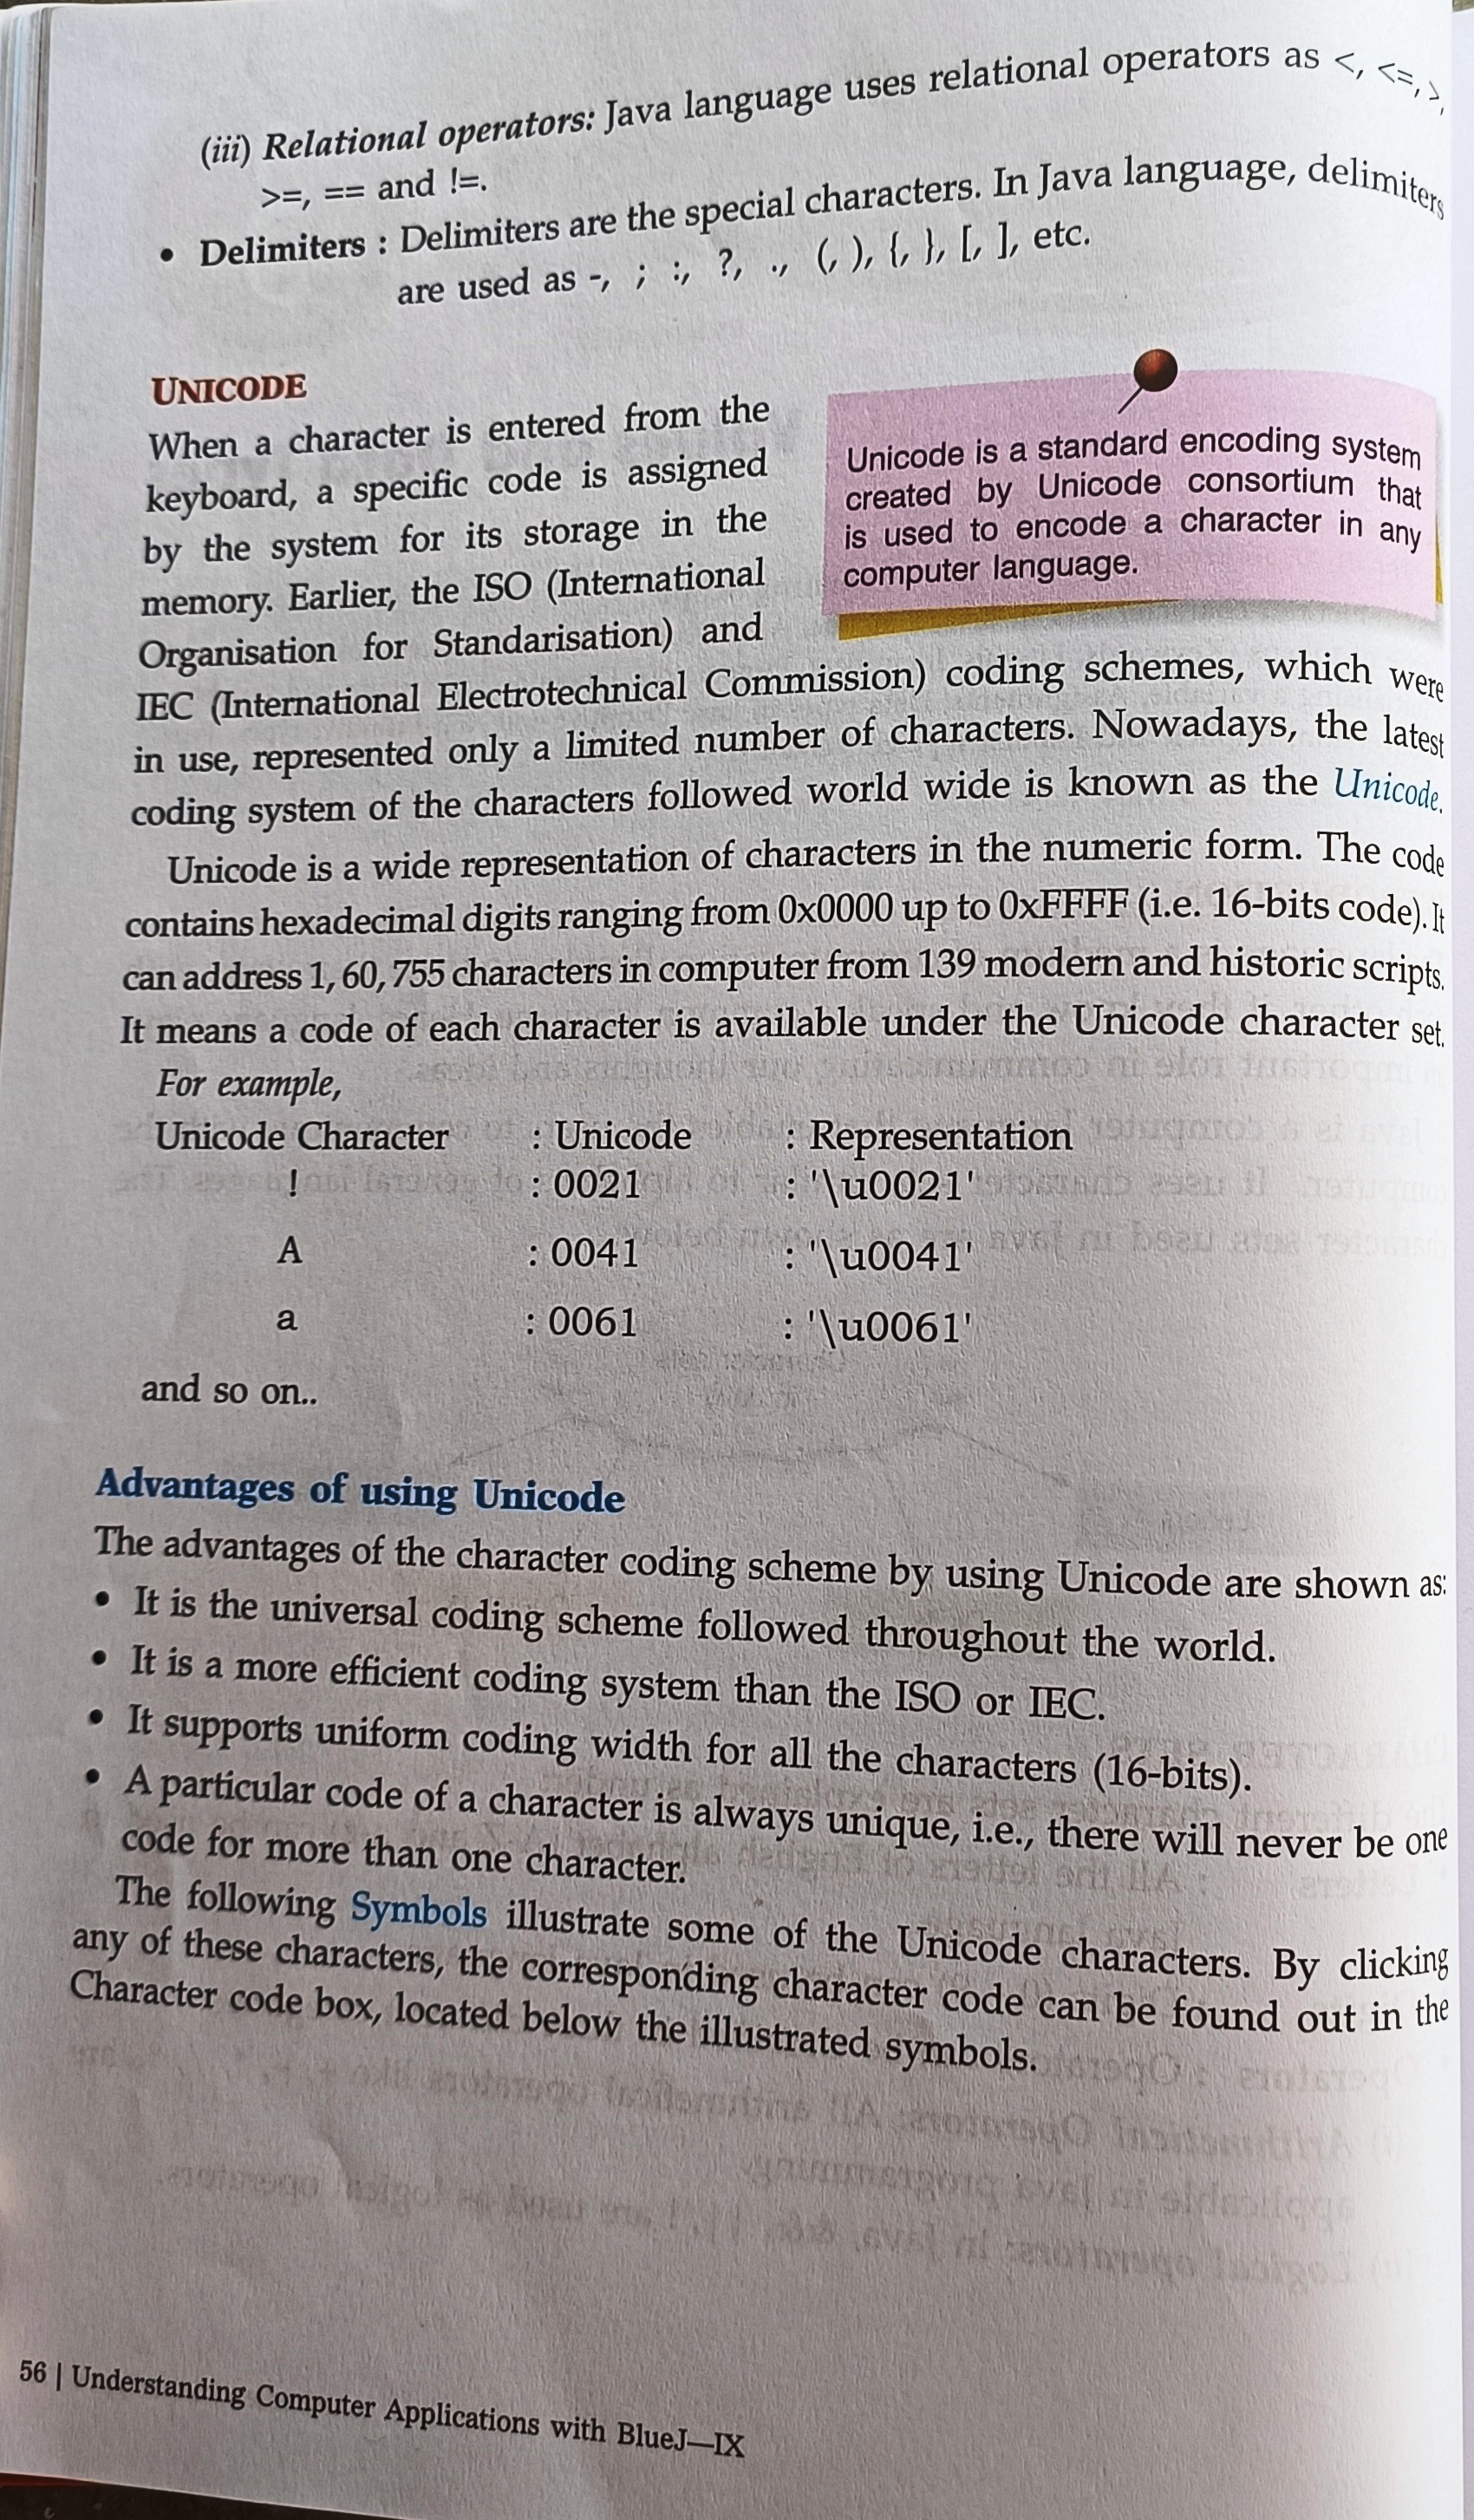 (iii) Relational operators: Java language uses relational operators as <, <=, >,
>=, == and !=.
• Delimiters : Delimiters are the special characters. In Java language, delimiters
are used as -, ; :, ?, ., (, ), {, }, [, ], etc.
UNICODE
When a character is entered from the
keyboard, a specific code is assigned
by the system for its storage in the
memory. Earlier, the ISO (International
Organisation for Standarisation) and
Unicode is a standard encoding system
created by Unicode consortium that
is used to encode a character in any
computer language.
IEC (International Electrotechnical Commission) coding schemes, which were
in use, represented only a limited number of characters. Nowadays, the latest
coding system of the characters followed world wide is known as the Unicode.
Unicode is a wide representation of characters in the numeric form. The code
contains hexadecimal digits ranging from 0x0000 up to 0xFFFF (i.e. 16-bits code). It
can address 1, 60, 755 characters in computer from 139 modern and historic scripts.
It means a code of each character is available under the Unicode character set.
For example,
Unicode Character : Unicode : Representation
! : 0021 : '\u0021'
A : 0041 : '\u0041'
a : 0061 : '\u0061'
and so on..
Advantages of using Unicode
The advantages of the character coding scheme by using Unicode are shown as:
• It is the universal coding scheme followed throughout the world.
• It is a more efficient coding system than the ISO or IEC.
• It supports uniform coding width for all the characters (16-bits).
• A particular code of a character is always unique, i.e., there will never be one
code for more than one character.
The following Symbols illustrate some of the Unicode characters. By clicking
any of these characters, the corresponding character code can be found out in the
Character code box, located below the illustrated symbols.
56 | Understanding Computer Applications with BlueJ—IX